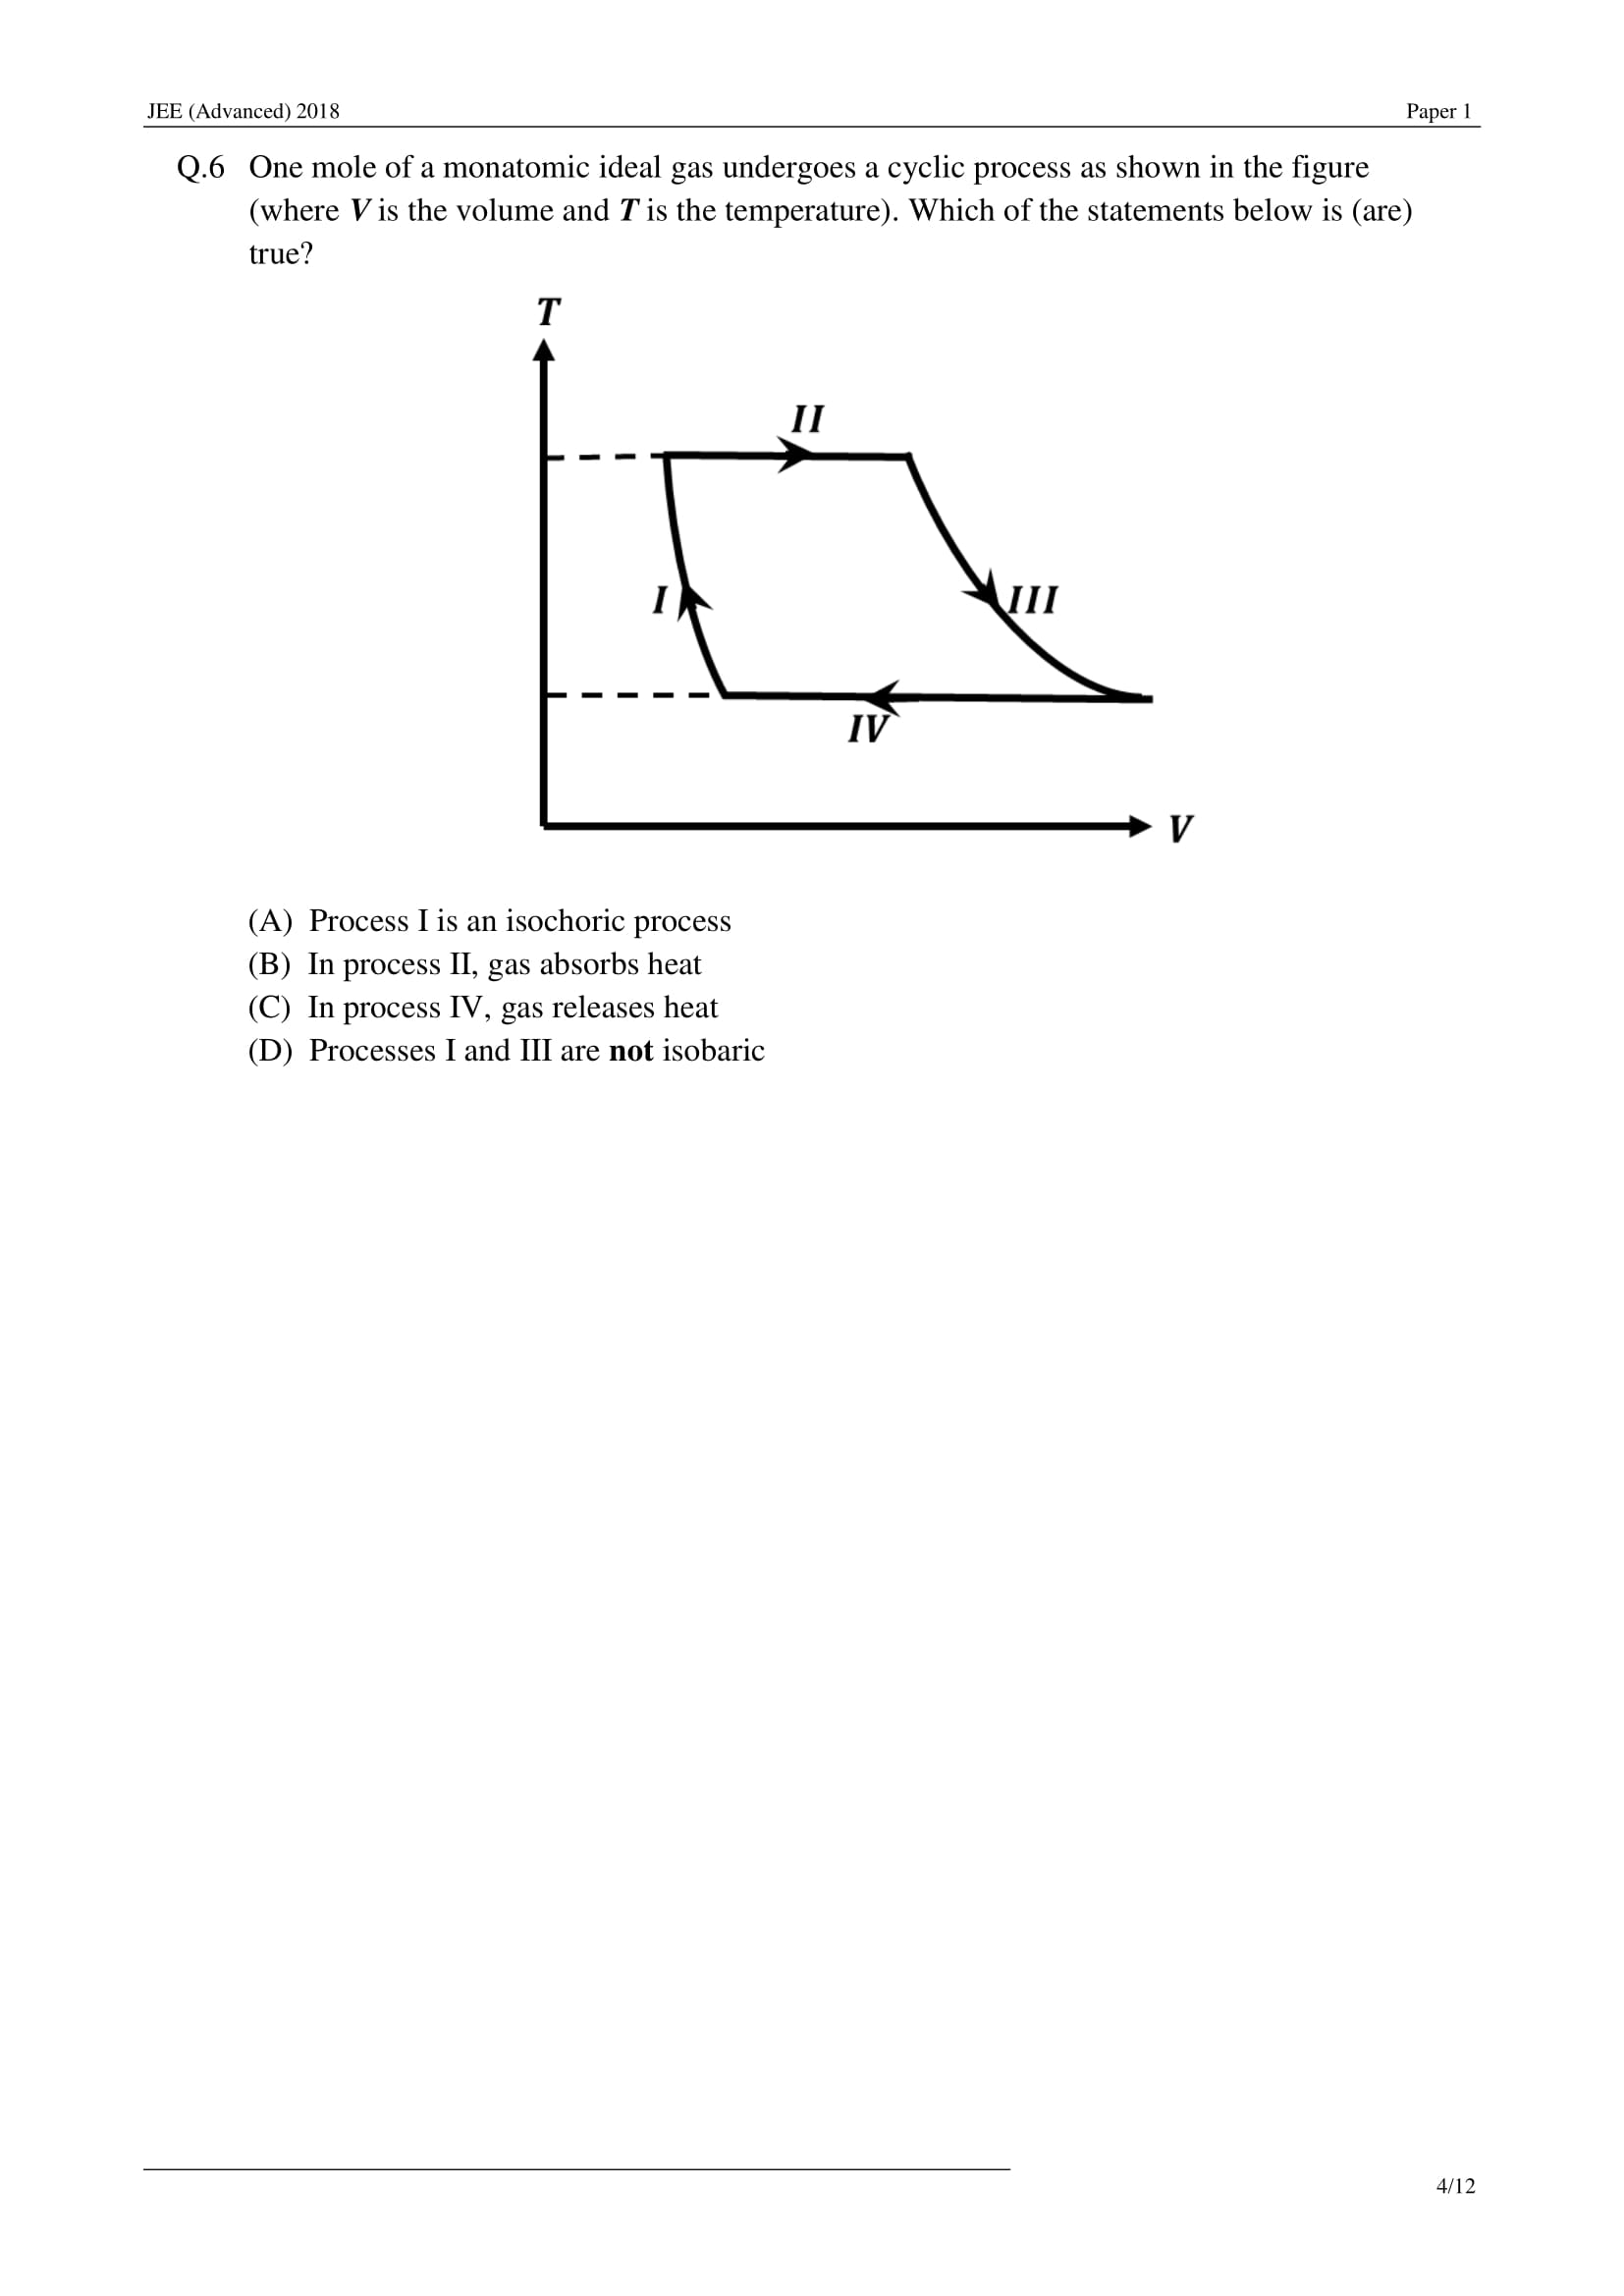 JEE (Advanced) 2018 Paper 1
Q.6 One mole of a monatomic ideal gas undergoes a cyclic process as shown in the figure
(where V is the volume and T is the temperature). Which of the statements below is (are)
true?
T
II
I
III
IV
V
(A) Process I is an isochoric process
(B) In process II, gas absorbs heat
(C) In process IV, gas releases heat
(D) Processes I and III are not isobaric
4/12